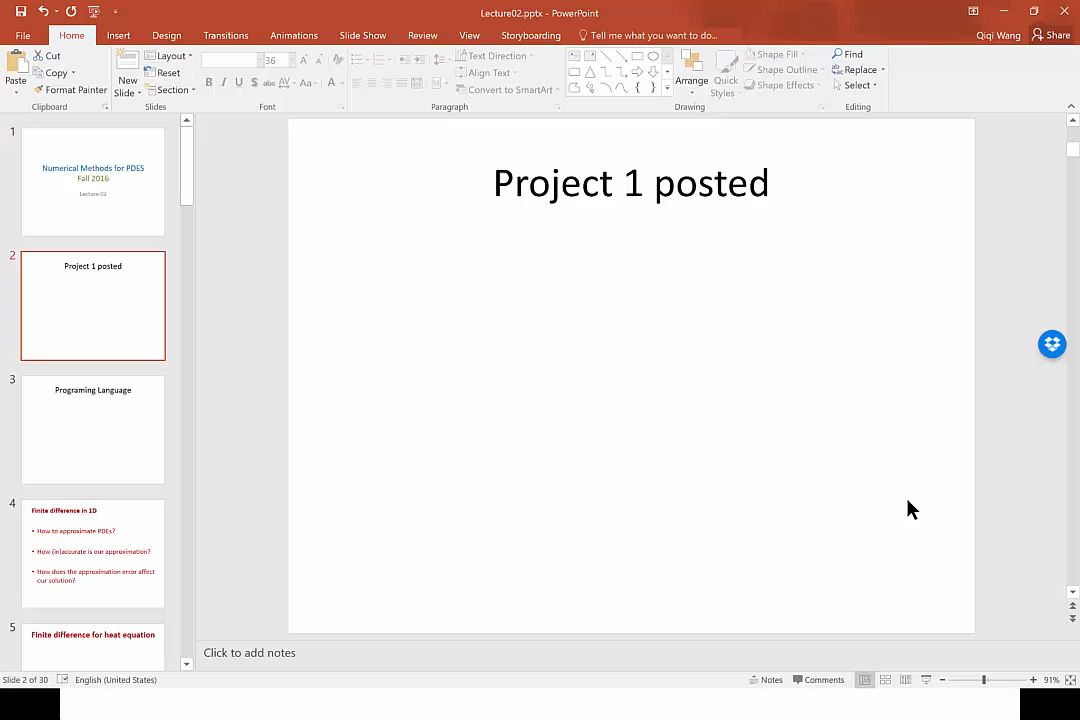 Lecture02.pptx - PowerPoint
File Home Insert Design Transitions Animations Slide Show Review View Storyboarding Tell me what you want to do... Qiqi Wang Share
Paste
Cut
Copy
Format Painter
Clipboard
New Slide
Layout
Reset
Section
Slides
36
B I U S abc AV Aa A
Font
Text Direction
Align Text
Convert to SmartArt
Paragraph
Arrange
Quick Styles
Shape Fill
Shape Outline
Shape Effects
Drawing
Find
Replace
Select
Editing
1
Numerical Methods for PDES
Fall 2016
Lecture 02
2
Project 1 posted
3
Programing Language
4
Finite difference in 1D
• How to approximate PDEs?
• How (in)accurate is our approximation?
• How does the approximation error affect
our solution?
5
Finite difference for heat equation
Project 1 posted
Click to add notes
Slide 2 of 30 English (United States) Notes Comments 91%